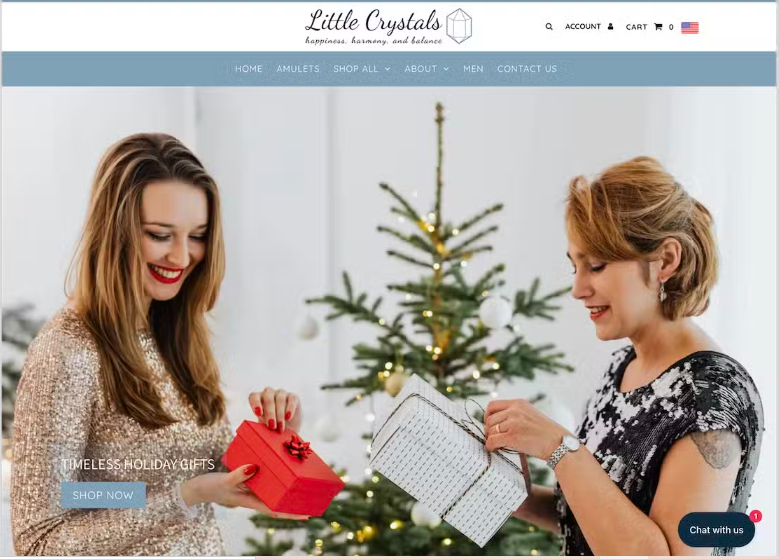 Little Crystals
happiness, harmony, and balance
ACCOUNT CART 0
HOME AMULETS SHOP ALL ABOUT MEN CONTACT US
TIMELESS HOLIDAY GIFTS
SHOP NOW
1
Chat with us